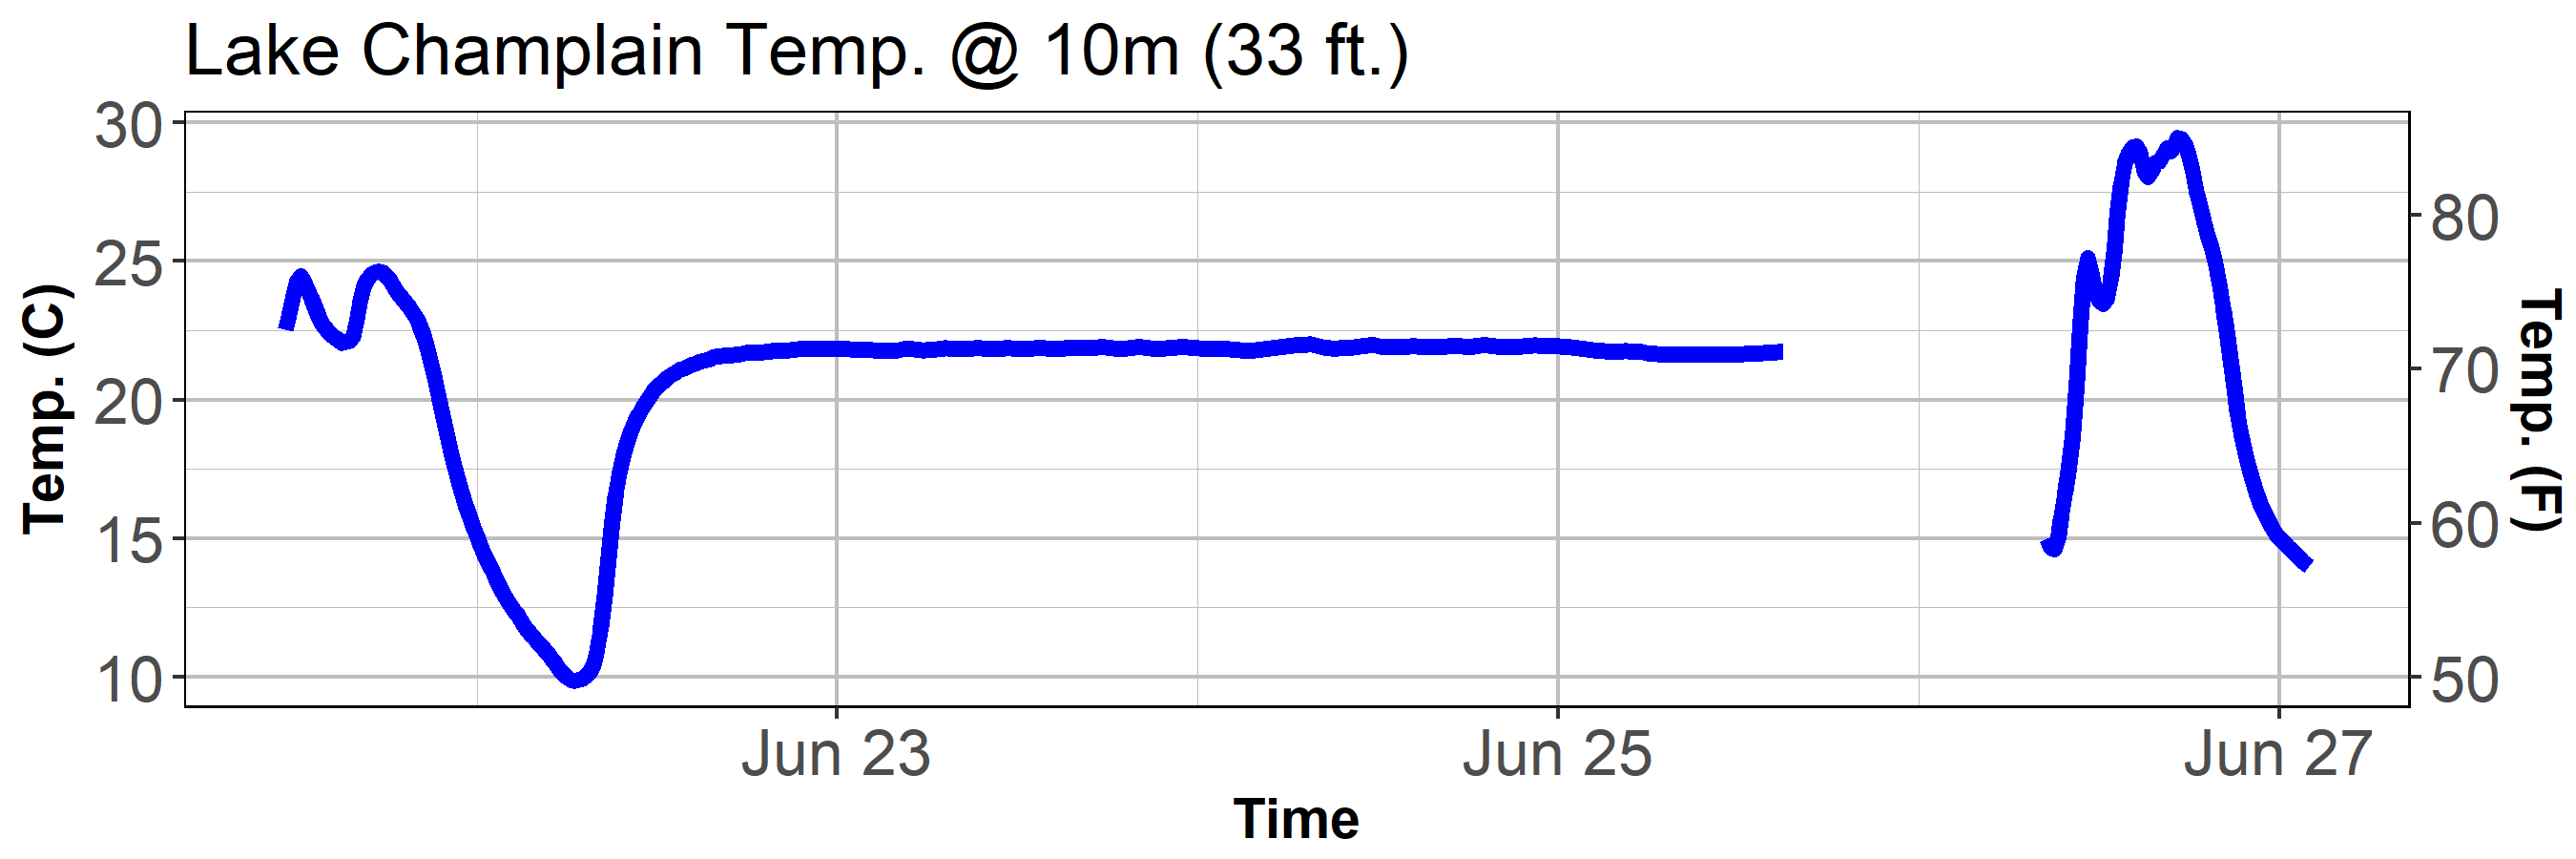 Lake Champlain Temp. @ 10m (33 ft.)
30
25
20
15
10
Temp. (C)
80
70
60
50
Temp. (F)
Jun 23
Jun 25
Jun 27
Time